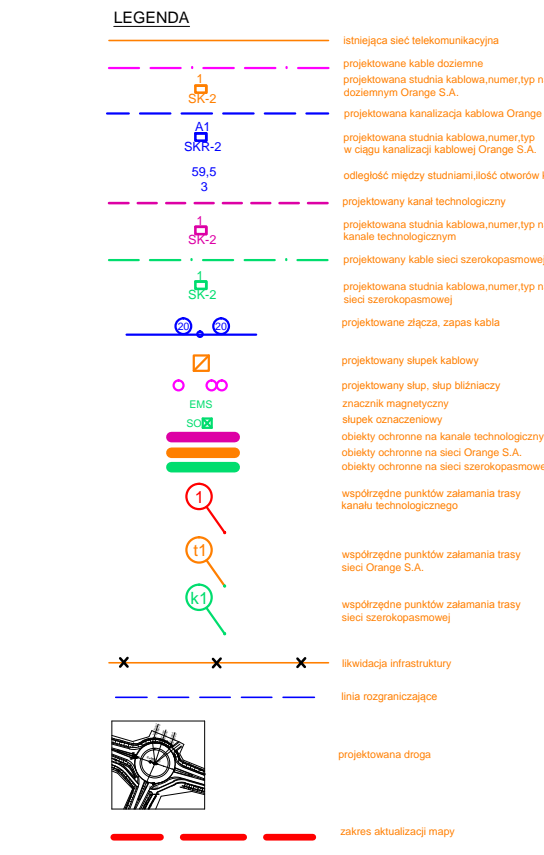 LEGENDA
istniejąca sieć telekomunikacyjna
projektowane kable doziemne
1
SK-2
projektowana studnia kablowa,numer,typ n
doziemnym Orange S.A.
projektowana kanalizacja kablowa Orange
A1
SKR-2
projektowana studnia kablowa,numer,typ
w ciągu kanalizacji kablowej Orange S.A.
59,5
3
odległość między studniami,ilość otworów k
projektowany kanał technologiczny
1
SK-2
projektowana studnia kablowa,numer,typ n
kanale technologicznym
projektowany kable sieci szerokopasmowej
1
SK-2
projektowana studnia kablowa,numer,typ n
sieci szerokopasmowej
20 20
projektowane złącza, zapas kabla
projektowany słupek kablowy
projektowany słup, słup bliźniaczy
EMS
znacznik magnetyczny
SO
słupek oznaczeniowy
obiekty ochronne na kanale technologiczny
obiekty ochronne na sieci Orange S.A.
obiekty ochronne na sieci szerokopasmowe
1
współrzędne punktów załamania trasy
kanału technologicznego
t1
współrzędne punktów załamania trasy
sieci Orange S.A.
k1
współrzędne punktów załamania trasy
sieci szerokopasmowej
likwidacja infrastruktury
linia rozgraniczające
projektowana droga
zakres aktualizacji mapy